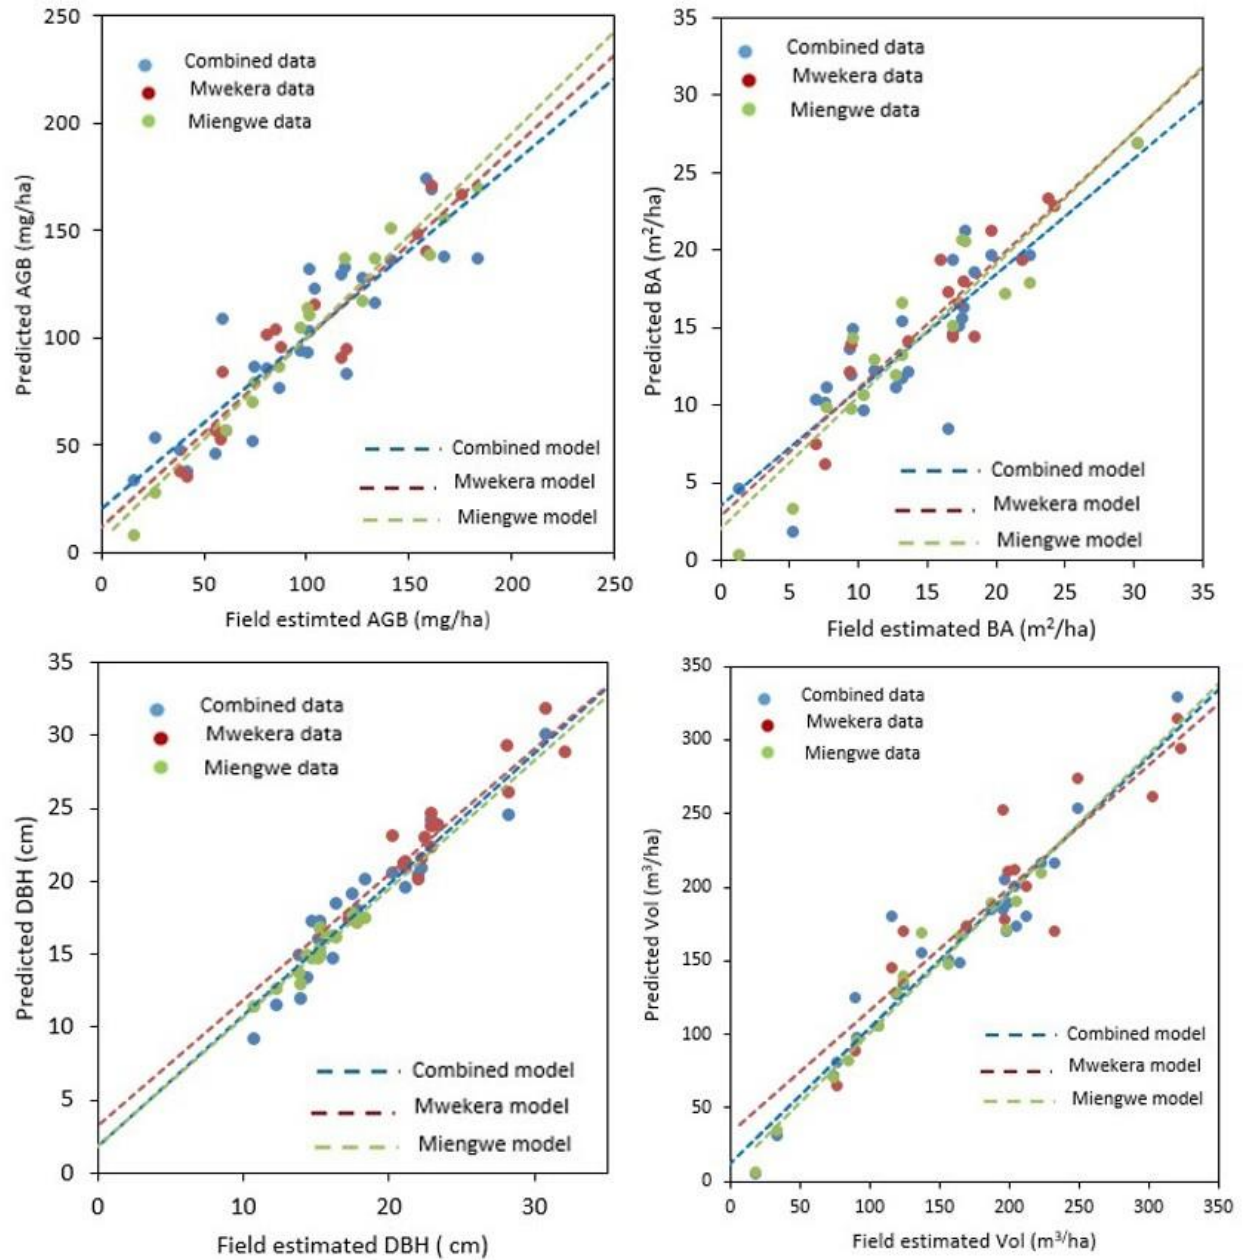 250
200
150
100
50
0
Predicted AGB (mg/ha)
Combined data
Mwekera data
Miengwe data
Combined model
Mwekera model
Miengwe model
0 50 100 150 200 250
Field estimted AGB (mg/ha)
35
30
25
20
15
10
5
0
Predicted BA (m²/ha)
Combined data
Mwekera data
Miengwe data
Combined model
Mwekera model
Miengwe model
0 5 10 15 20 25 30 35
Field estimated BA (m²/ha)
35
30
25
20
15
10
5
0
Predicted DBH (cm)
Combined data
Mwekera data
Miengwe data
Combined model
Mwekera model
Miengwe model
0 10 20 30
Field estimated DBH ( cm)
350
300
250
200
150
100
50
0
Predicted Vol (m³/ha)
Combined data
Mwekera data
Miengwe data
Combined model
Mwekera model
Miengwe model
0 50 100 150 200 250 300 350
Field estimated Vol (m³/ha)